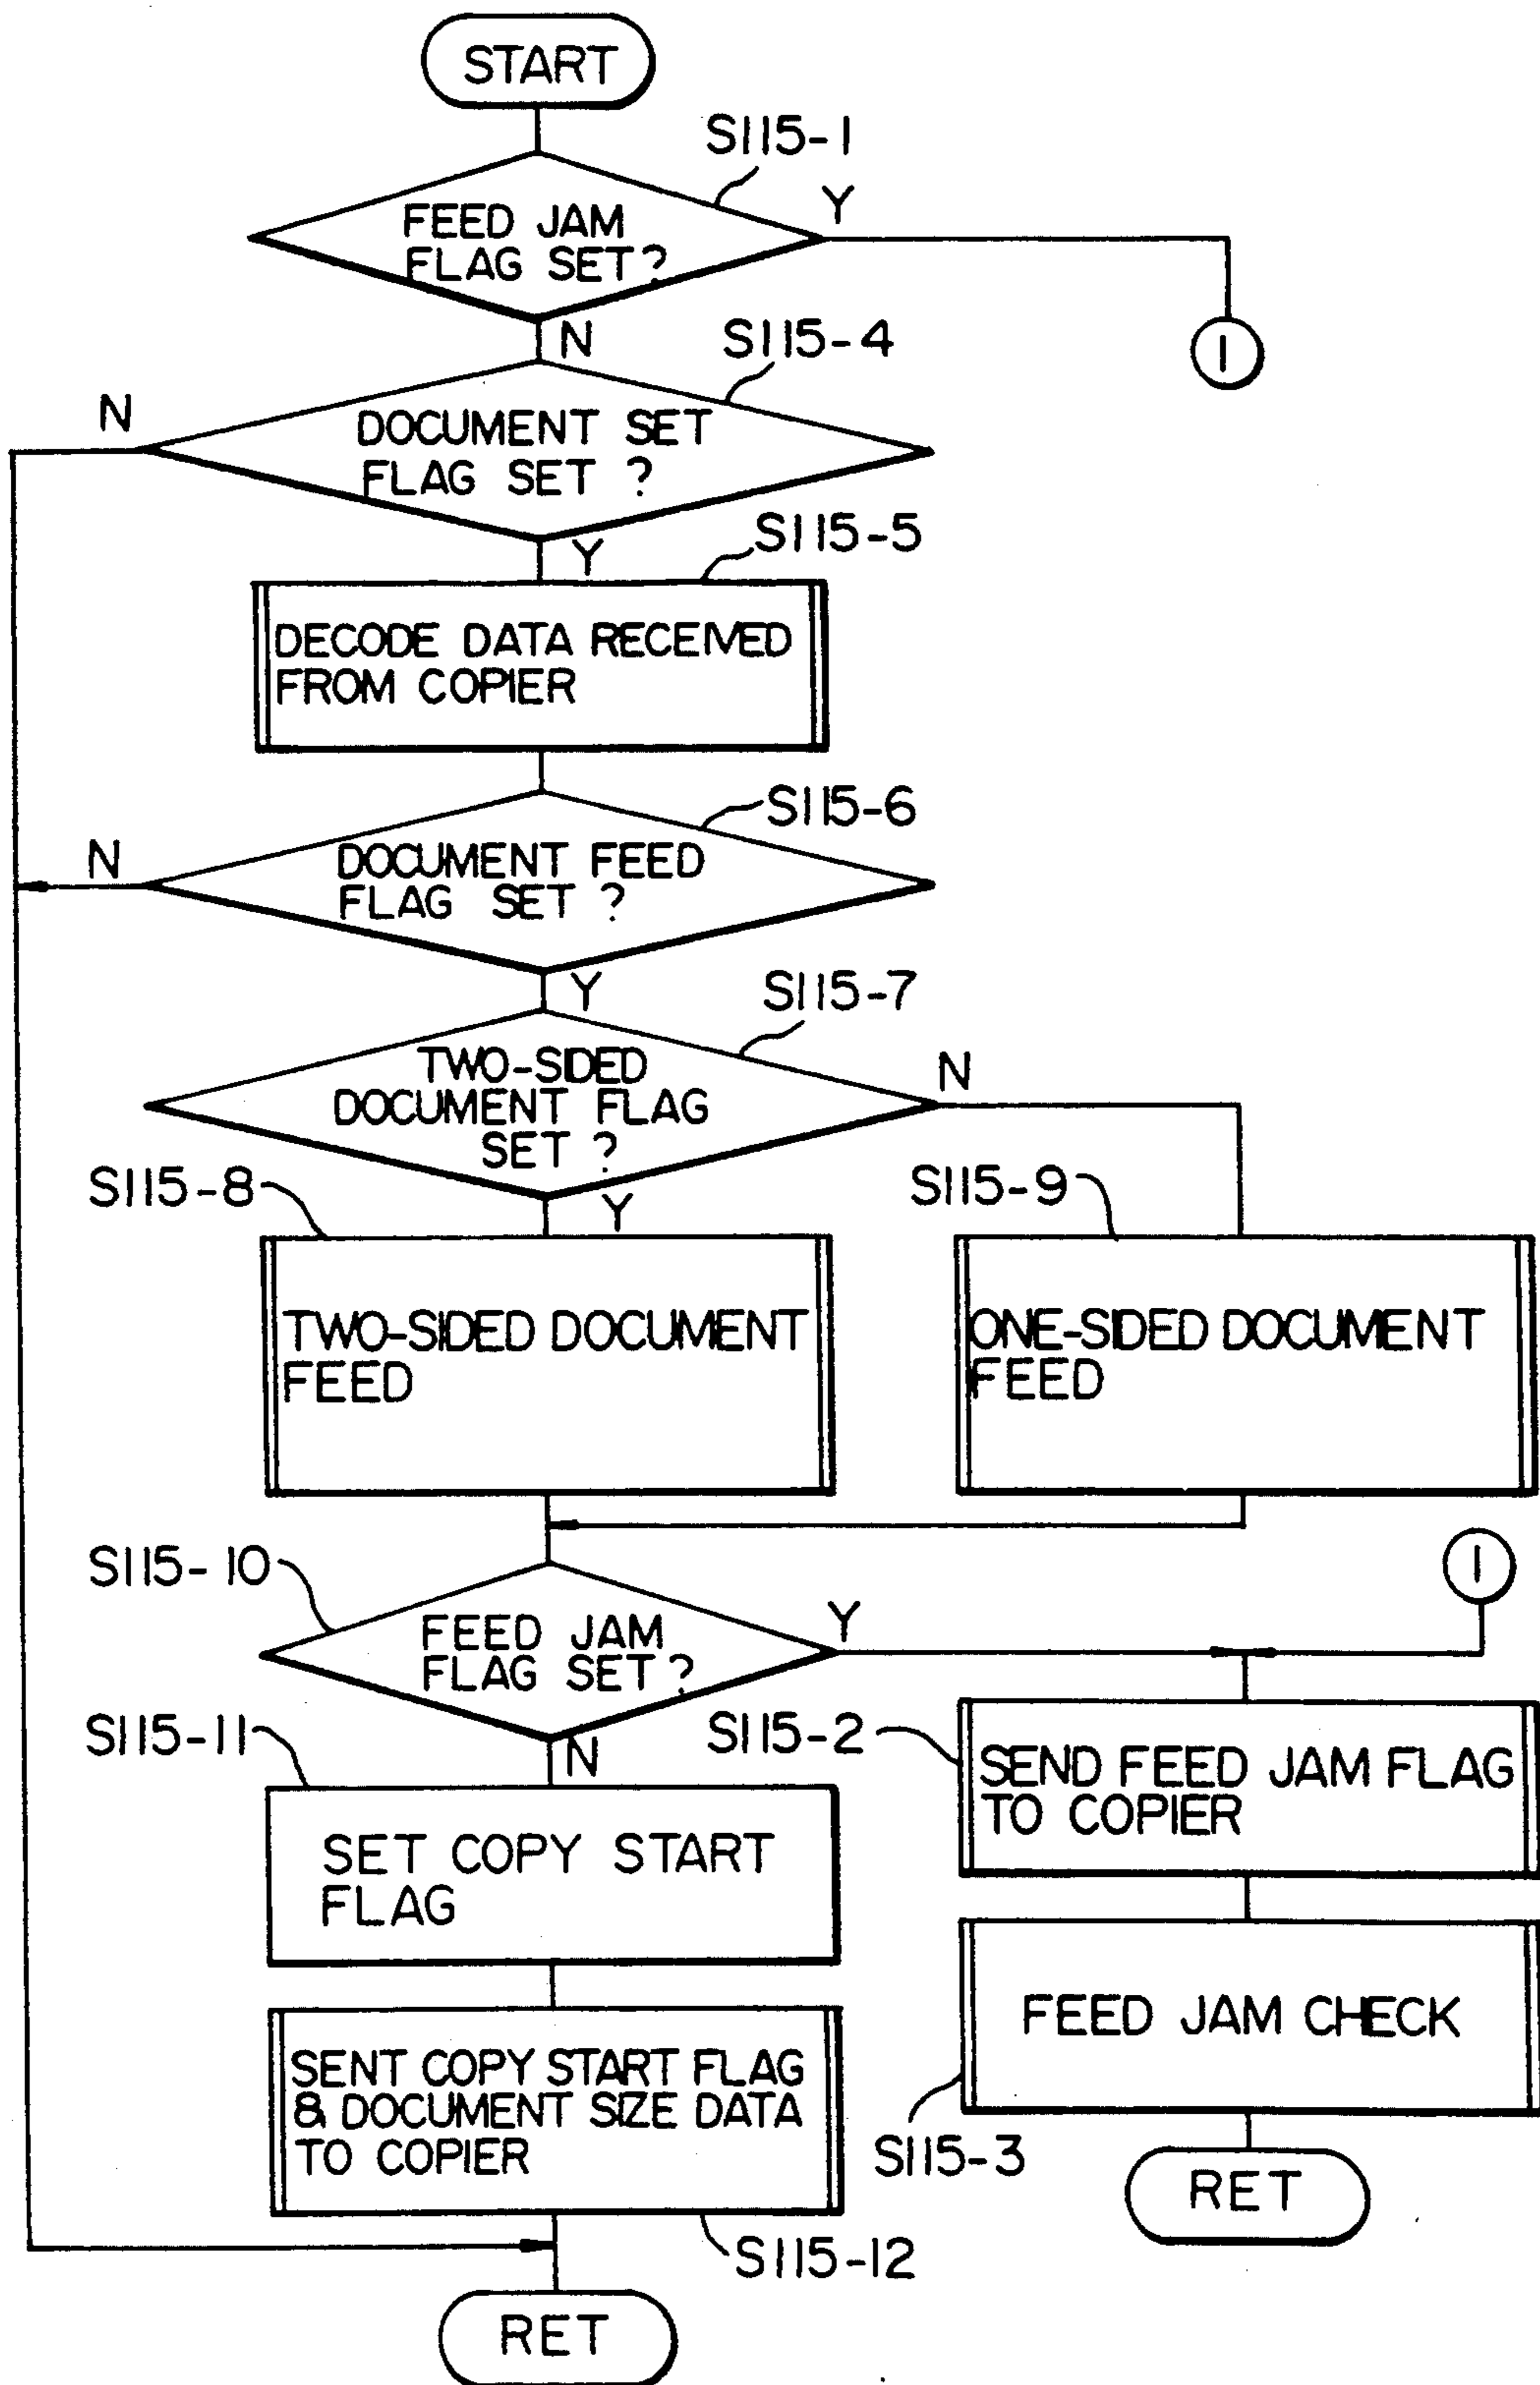 START
S115-1
Y
FEED JAM
FLAG SET?
1
N
S115-4
N
DOCUMENT SET
FLAG SET ?
S115-5
Y
DECODE DATA RECEIVED
FROM COPIER
S115-6
N
DOCUMENT FEED
FLAG SET ?
Y
S115-7
TWO-SIDED
DOCUMENT FLAG
SET ?
N
S115-8
Y
S115-9
TWO-SIDED DOCUMENT
FEED
ONE-SIDED DOCUMENT
FEED
S115-10
1
FEED JAM
FLAG SET?
Y
S115-11
N
S115-2
SEND FEED JAM FLAG
TO COPIER
SET COPY START
FLAG
FEED JAM CHECK
SENT COPY START FLAG
& DOCUMENT SIZE DATA
TO COPIER
S115-3
RET
S115-12
RET